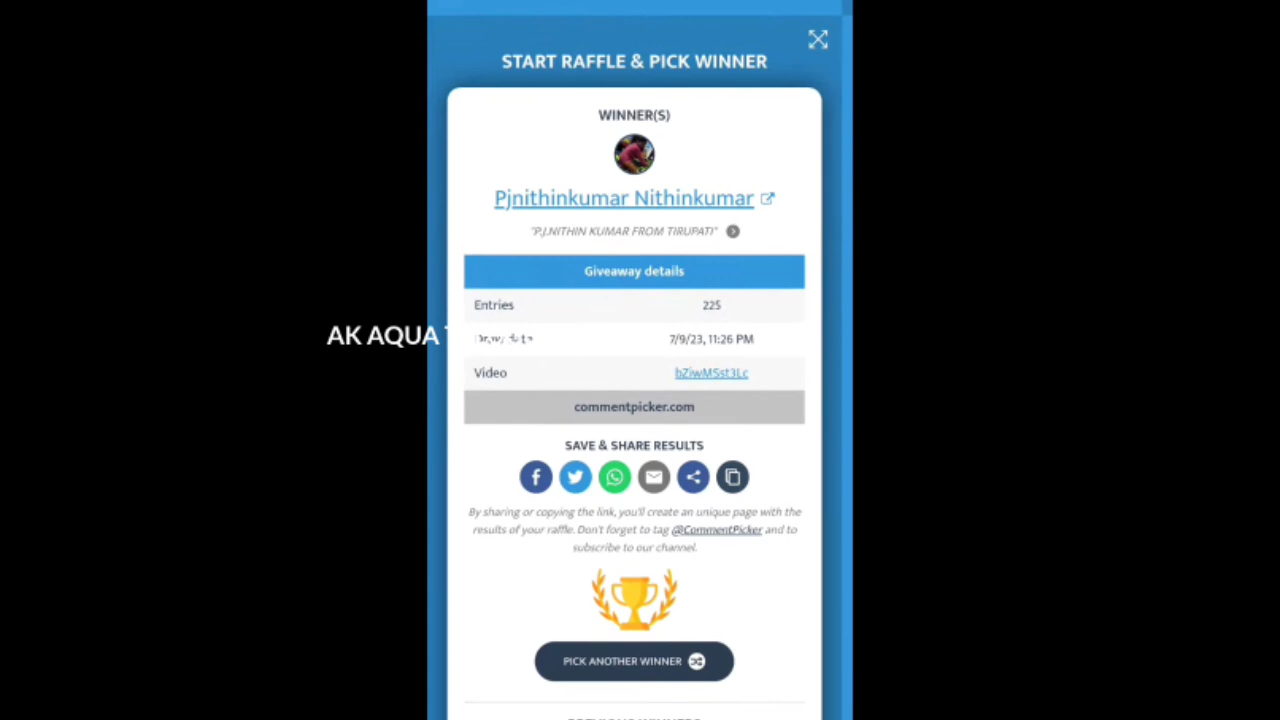 START RAFFLE & PICK WINNER
WINNER(S)
Pjnithinkumar Nithinkumar
"P.J.NITHIN KUMAR FROM TIRUPATI"
Giveaway details
Entries 225
AK AQUA
7/9/23, 11:26 PM
Video bZiwMSst3Lc
commentpicker.com
SAVE & SHARE RESULTS
By sharing or copying the link, you'll create an unique page with the
results of your raffle. Don't forget to tag @CommentPicker and to
subscribe to our channel.
PICK ANOTHER WINNER